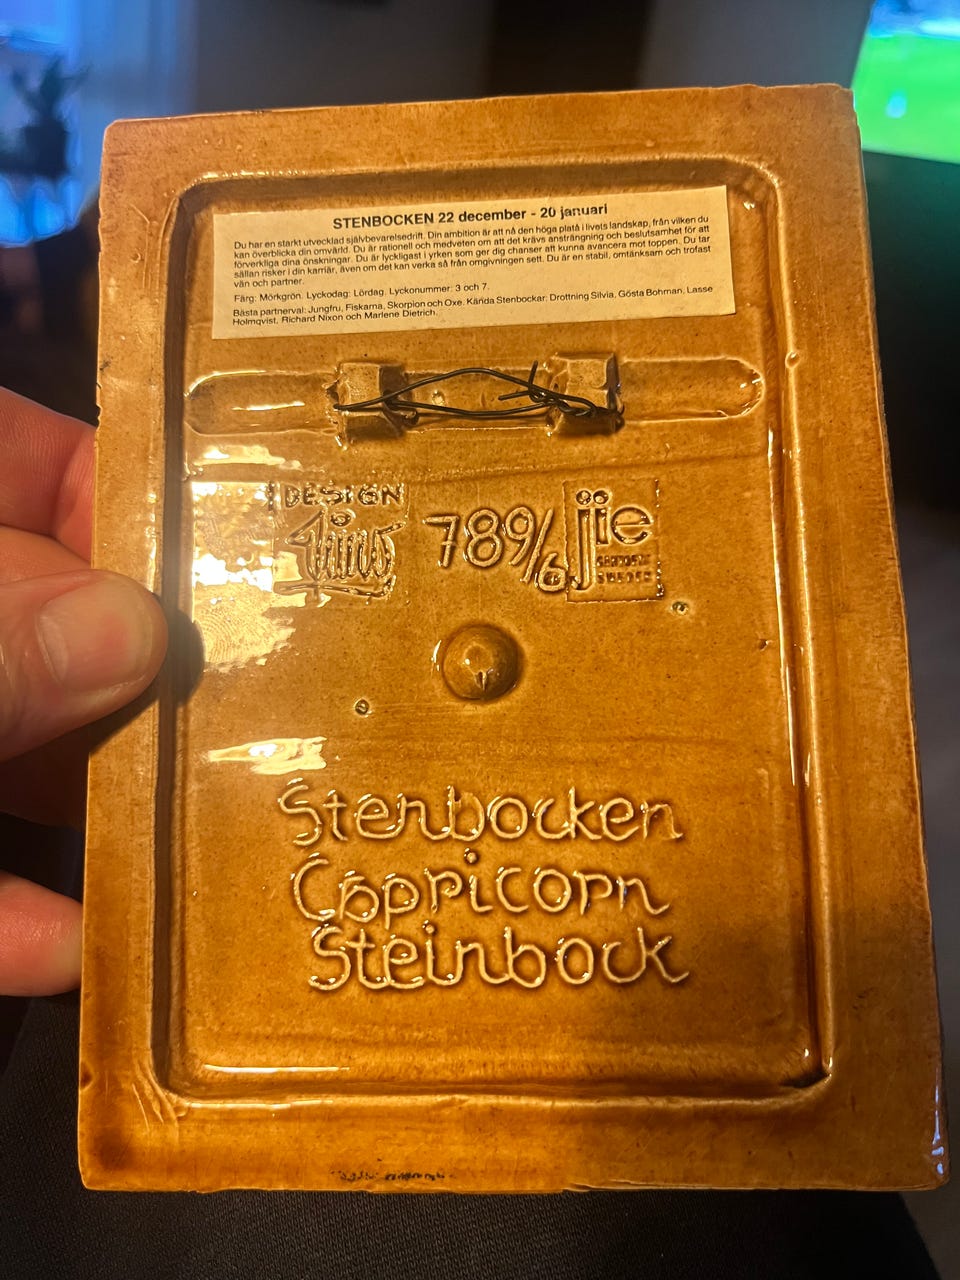 STENBOCKEN 22 december - 20 januari
Du har en starkt utvecklad självbevarelsedrift. Din ambition är att nå den höga platå i livets landskap, från vilken du
kan överblicka din omvärld. Du är rationell och medveten om att det krävs ansträngning och beslutsamhet för att
förverkliga dina önskningar. Du är lyckligast i yrken som ger dig chanser att kunna avancera mot toppen. Du tar
sällan risker i din karriär, även om det kan verka så från omgivningen sett. Du är en stabil, omtänksam och trofast
vän och partner.
Färg: Mörkgrön. Lyckodag: Lördag. Lyckonummer: 3 och 7.
Bästa partnerval: Jungfru, Fiskarna, Skorpion och Oxe. Kända Stenbockar: Drottning Silvia, Gösta Bohman, Lasse
Holmqvist, Richard Nixon och Marlene Dietrich.
DESIGN 789/6 jie
SWEDEN
Stenbocken
Capricorn
Steinbock